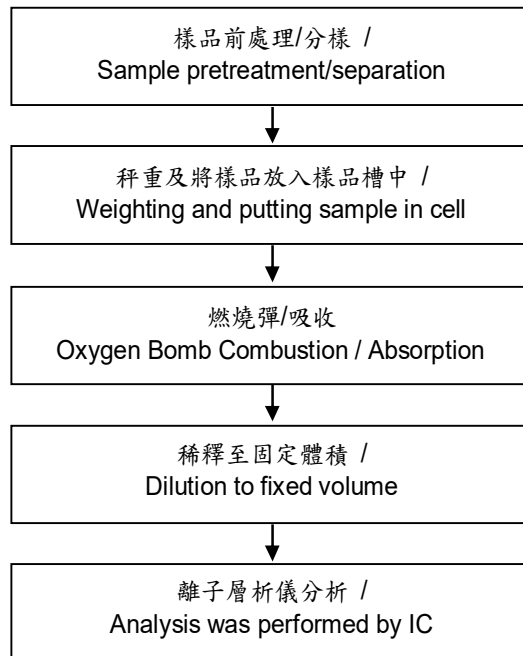 樣品前處理/分樣 /
Sample pretreatment/separation
秤重及將樣品放入樣品槽中 /
Weighting and putting sample in cell
燃燒彈/吸收
Oxygen Bomb Combustion / Absorption
稀釋至固定體積 /
Dilution to fixed volume
離子層析儀分析 /
Analysis was performed by IC